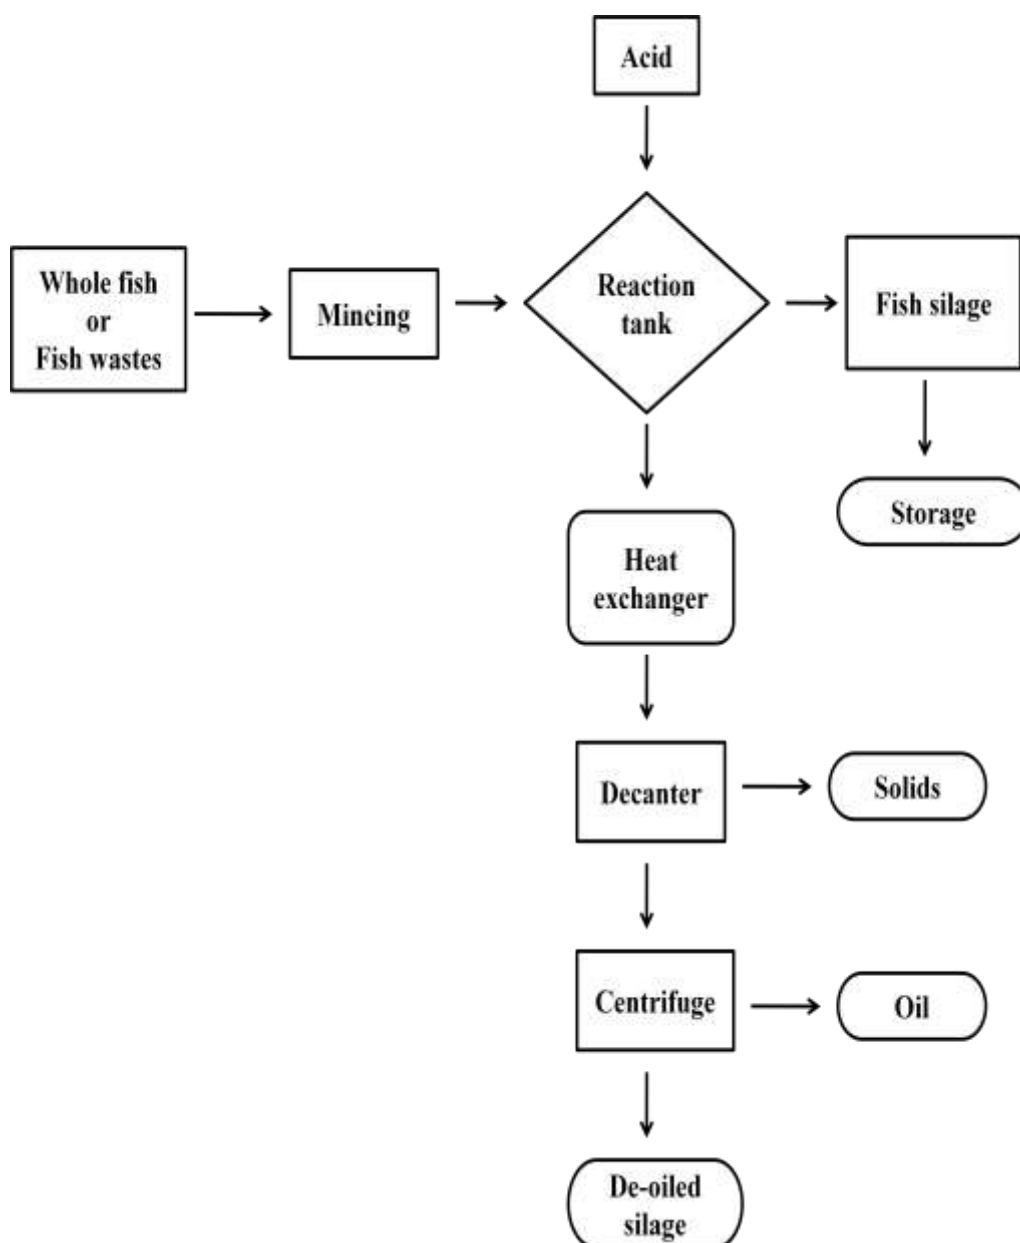 Acid
Whole fish
or
Fish wastes
Mincing
Reaction
tank
Fish silage
Storage
Heat
exchanger
Decanter
Solids
Centrifuge
Oil
De-oiled
silage